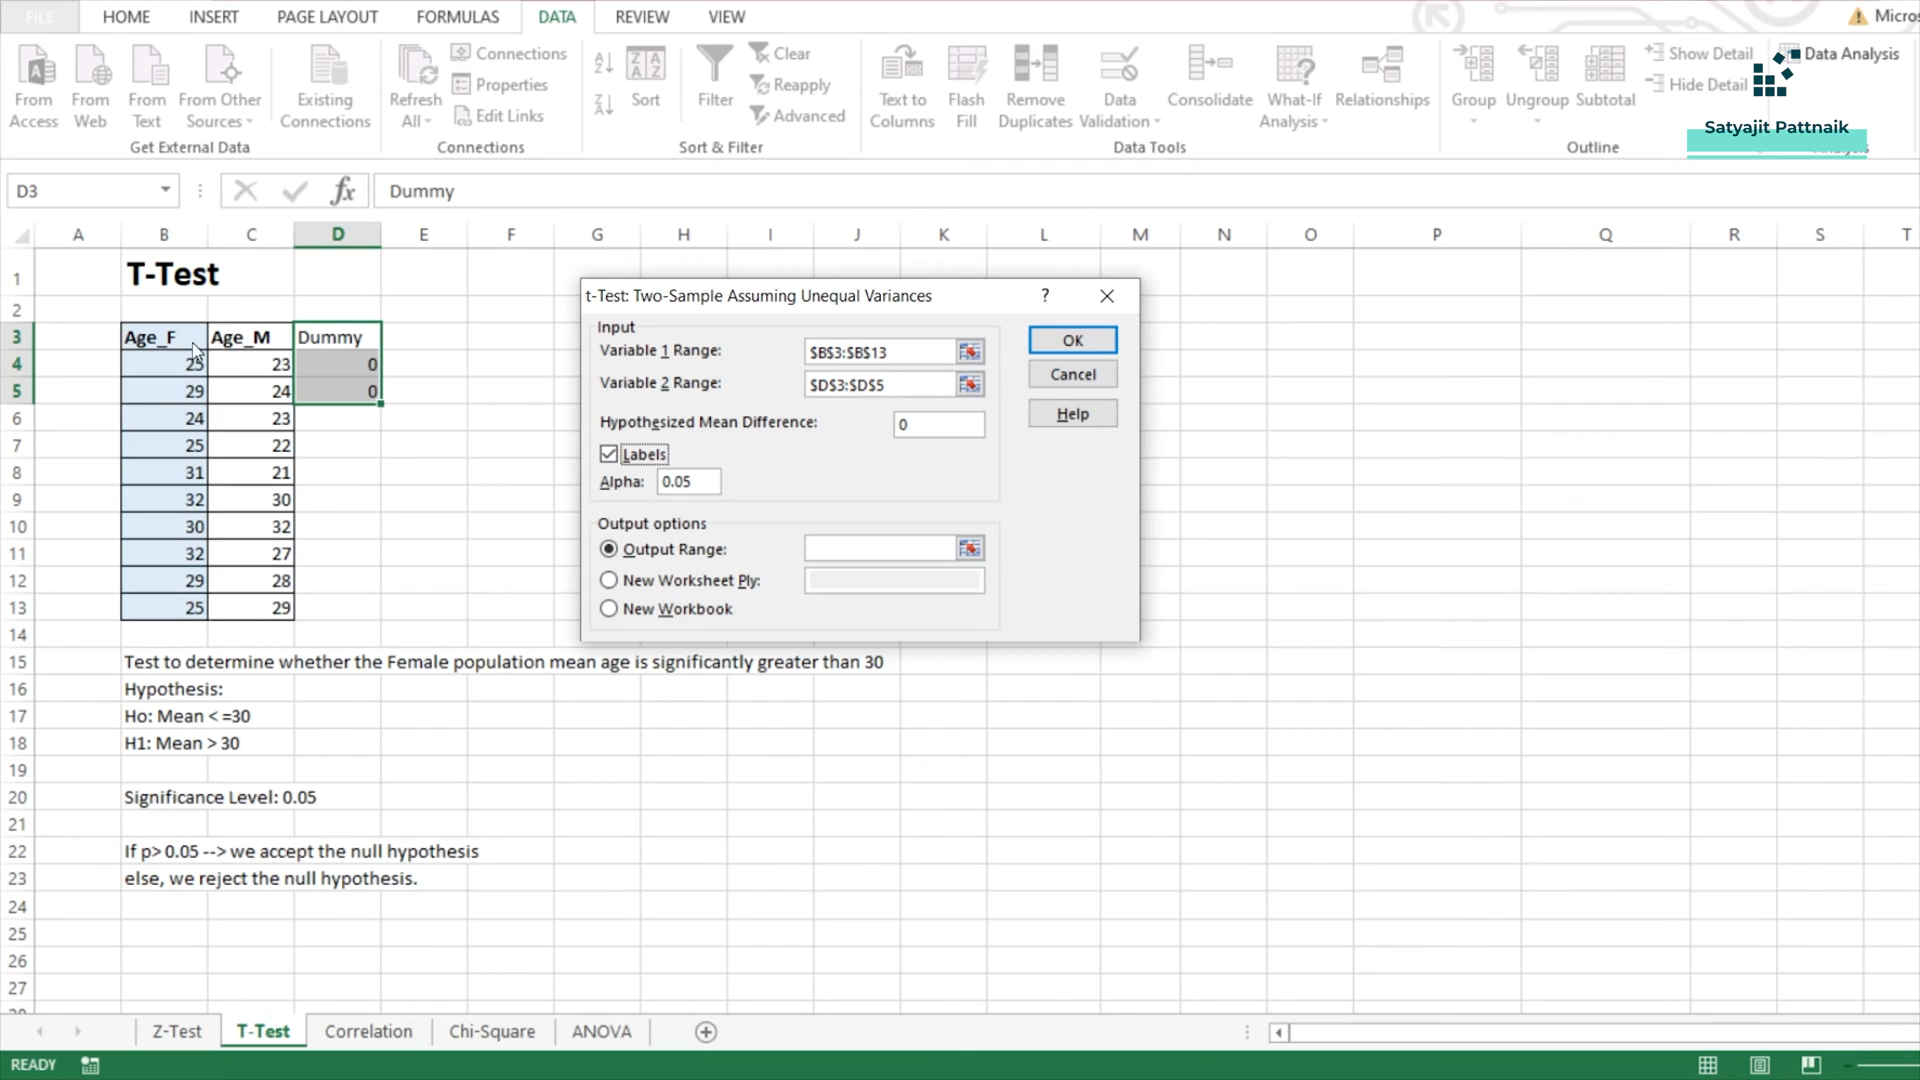 FILE HOME INSERT PAGE LAYOUT FORMULAS DATA REVIEW VIEW Micros
From Access From Web From Text From Other Sources Existing Connections Refresh All Connections Properties Edit Links Sort Filter Clear Reapply Advanced Text to Columns Flash Fill Remove Duplicates Data Validation Consolidate What-If Analysis Relationships Group Ungroup Subtotal Show Detail Hide Detail Data Analysis
Satyajit Pattnaik
Get External Data Connections Sort & Filter Data Tools Outline
D3 fx Dummy
A B C D E F G H I J K L M N O P Q R S T
1 T-Test
2
3 Age_F Age_M Dummy
4 25 23 0
5 29 24 0
6 24 23
7 25 22
8 31 21
9 32 30
10 30 32
11 32 27
12 29 28
13 25 29
14
15 Test to determine whether the Female population mean age is significantly greater than 30
16 Hypothesis:
17 Ho: Mean < =30
18 H1: Mean > 30
19
20 Significance Level: 0.05
21
22 If p> 0.05 --> we accept the null hypothesis
23 else, we reject the null hypothesis.
24
25
26
27
t-Test: Two-Sample Assuming Unequal Variances ?
Input
Variable 1 Range: $B$3:$B$13
Variable 2 Range: $D$3:$D$5
Hypothesized Mean Difference: 0
Labels
Alpha: 0.05
Output options
Output Range:
New Worksheet Ply:
New Workbook
OK
Cancel
Help
Z-Test T-Test Correlation Chi-Square ANOVA
READY